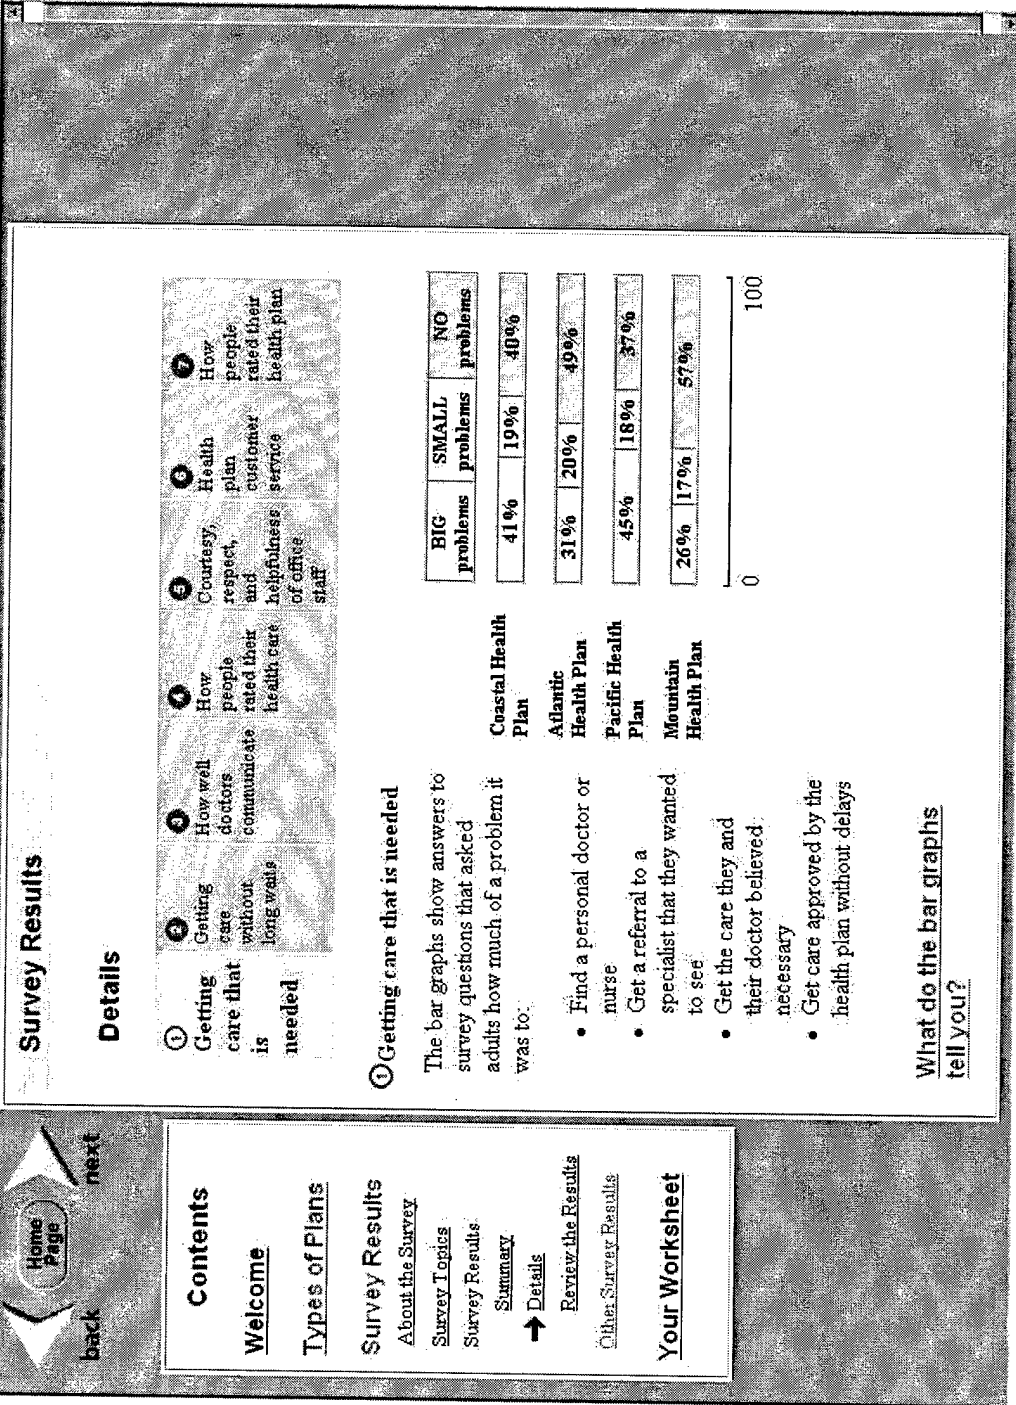 back
Home
Page
next
Contents
Welcome
Types of Plans
Survey Results
About the Survey
Survey Topics
Survey Results
Summary
➔ Details
Review the Results
Other Survey Results
Your Worksheet
Survey Results
Details
①
Getting
care that
is
needed
❷
Getting
care
without
long waits
❸
How well
doctors
communicate
❹
How
people
rated their
health care
❺
Courtesy,
respect,
and
helpfulness
of office
staff
❻
Health
plan
customer
service
❼
How
people
rated their
health plan
①Getting care that is needed
The bar graphs show answers to
survey questions that asked
adults how much of a problem it
was to:
• Find a personal doctor or
nurse
• Get a referral to a
specialist that they wanted
to see
• Get the care they and
their doctor believed
necessary
• Get care approved by the
health plan without delays
What do the bar graphs
tell you?
BIG
problems
SMALL
problems
NO
problems
Coastal Health
Plan
41% 19% 40%
Atlantic
Health Plan
31% 20% 49%
Pacific Health
Plan
45% 18% 37%
Mountain
Health Plan
26% 17% 57%
0 100